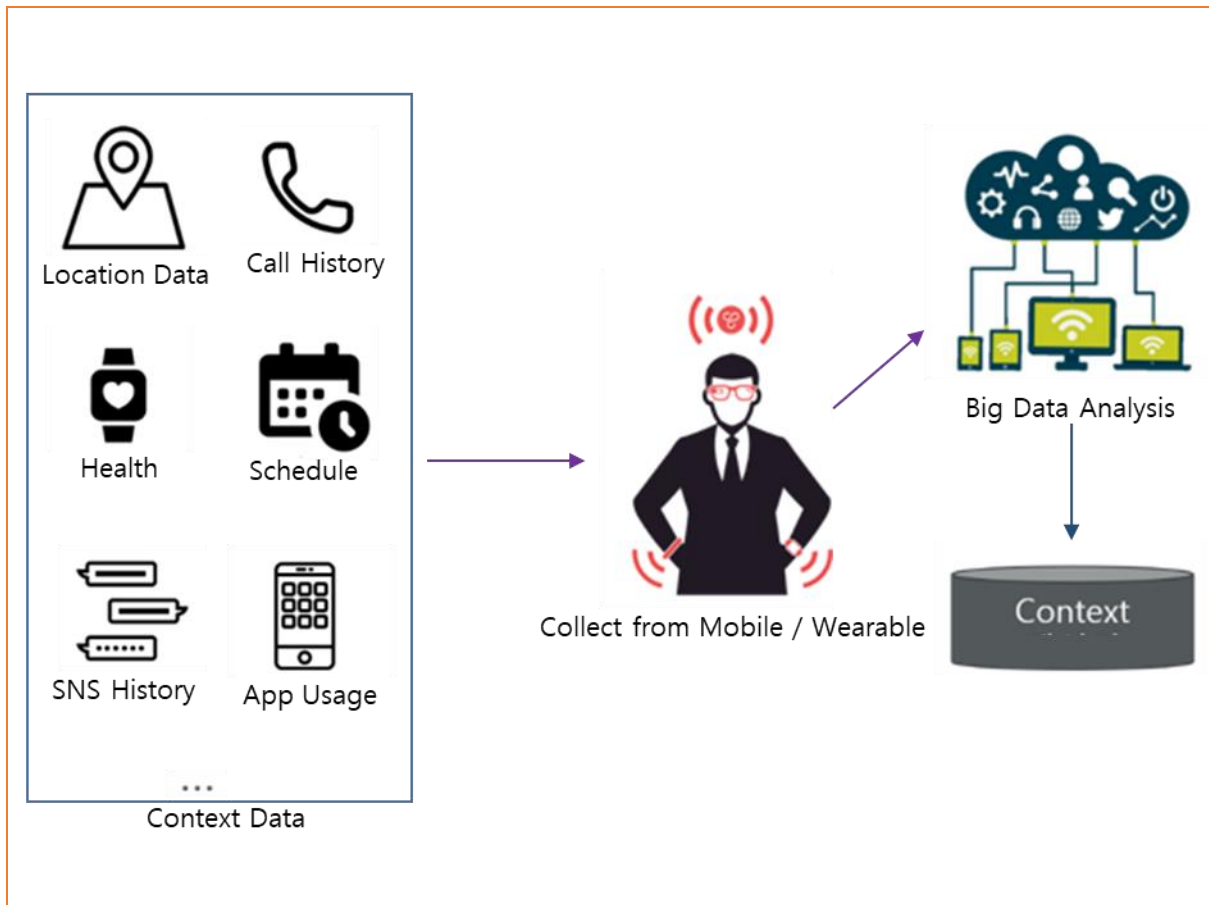 Location Data
Call History
Health
Schedule
SNS History
App Usage
...
Context Data
Collect from Mobile / Wearable
Big Data Analysis
Context